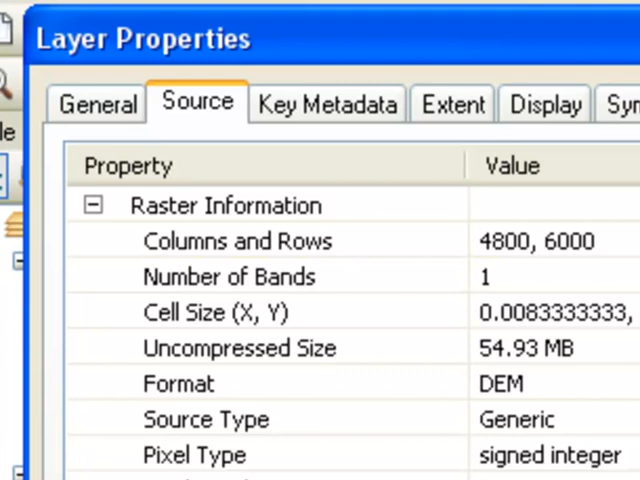 Layer Properties
General Source Key Metadata Extent Display
le
Property Value
Raster Information
Columns and Rows 4800, 6000
Number of Bands 1
Cell Size (X, Y) 0.0083333333,
Uncompressed Size 54.93 MB
Format DEM
Source Type Generic
Pixel Type signed integer